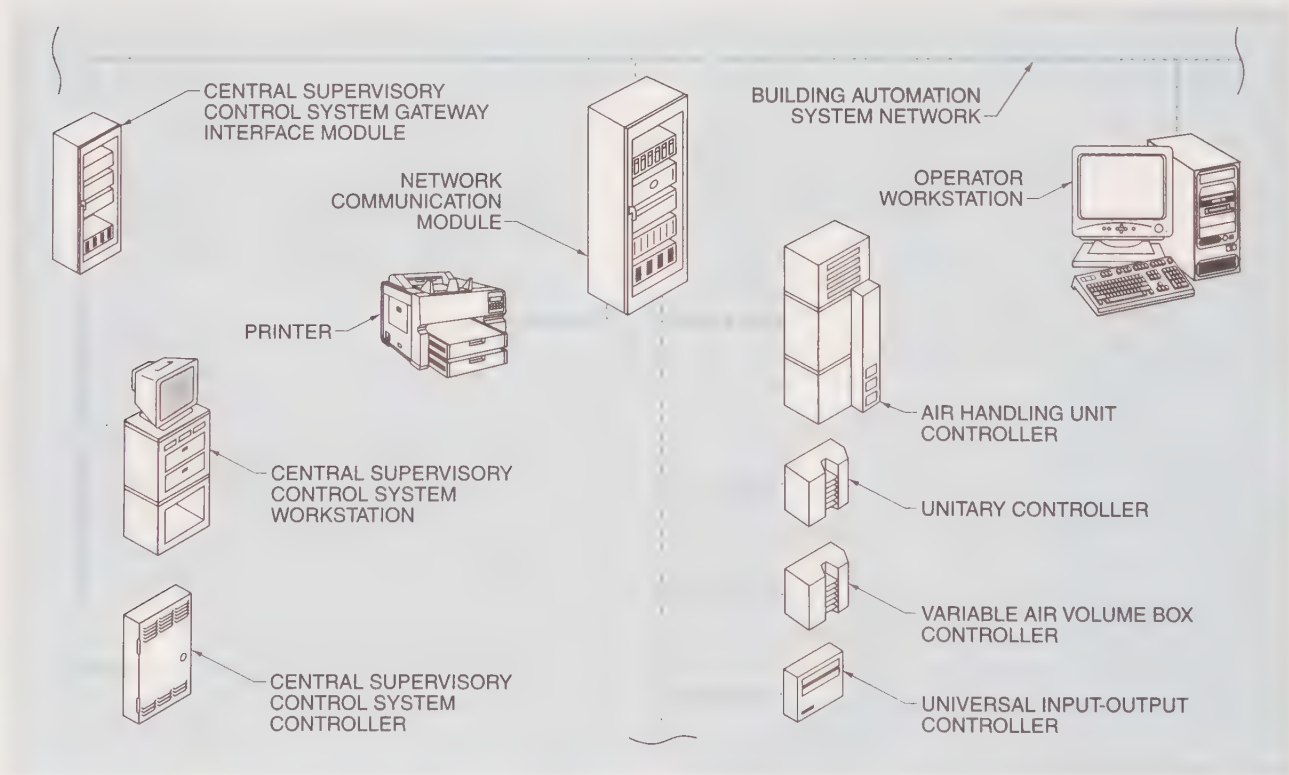 CENTRAL SUPERVISORY
CONTROL SYSTEM GATEWAY
INTERFACE MODULE
BUILDING AUTOMATION
SYSTEM NETWORK
NETWORK
COMMUNICATION
MODULE
OPERATOR
WORKSTATION
PRINTER
AIR HANDLING UNIT
CONTROLLER
CENTRAL SUPERVISORY
CONTROL SYSTEM
WORKSTATION
UNITARY CONTROLLER
VARIABLE AIR VOLUME BOX
CONTROLLER
CENTRAL SUPERVISORY
CONTROL SYSTEM
CONTROLLER
UNIVERSAL INPUT-OUTPUT
CONTROLLER